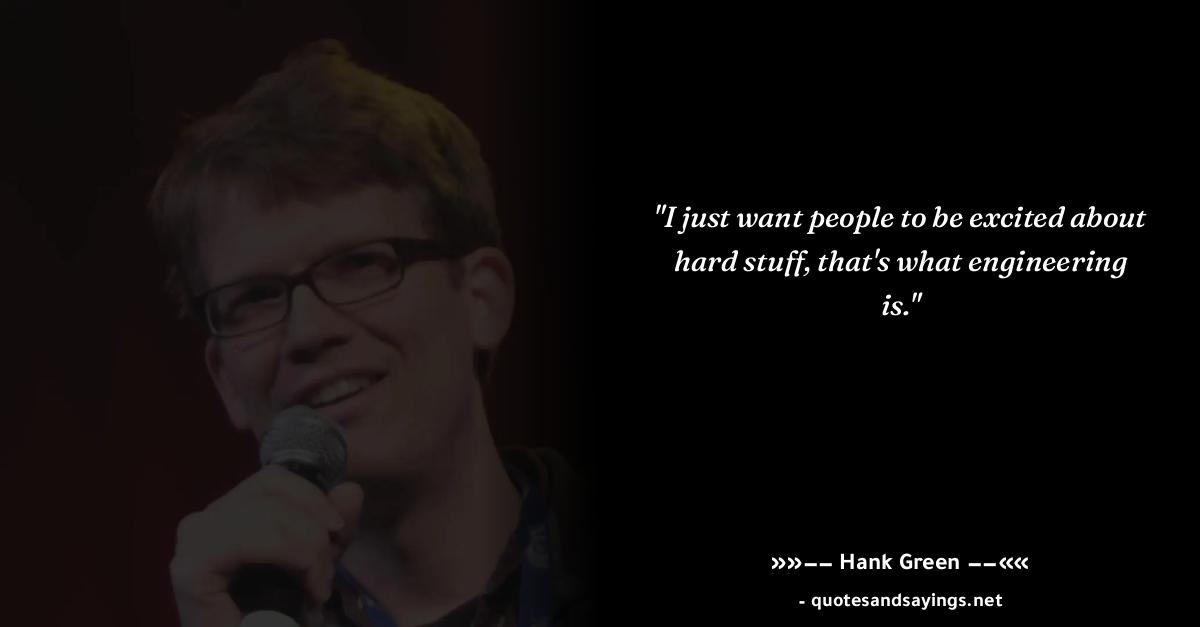 "I just want people to be excited about
hard stuff, that's what engineering
is."
»»−− Hank Green −−««
- quotesandsayings.net